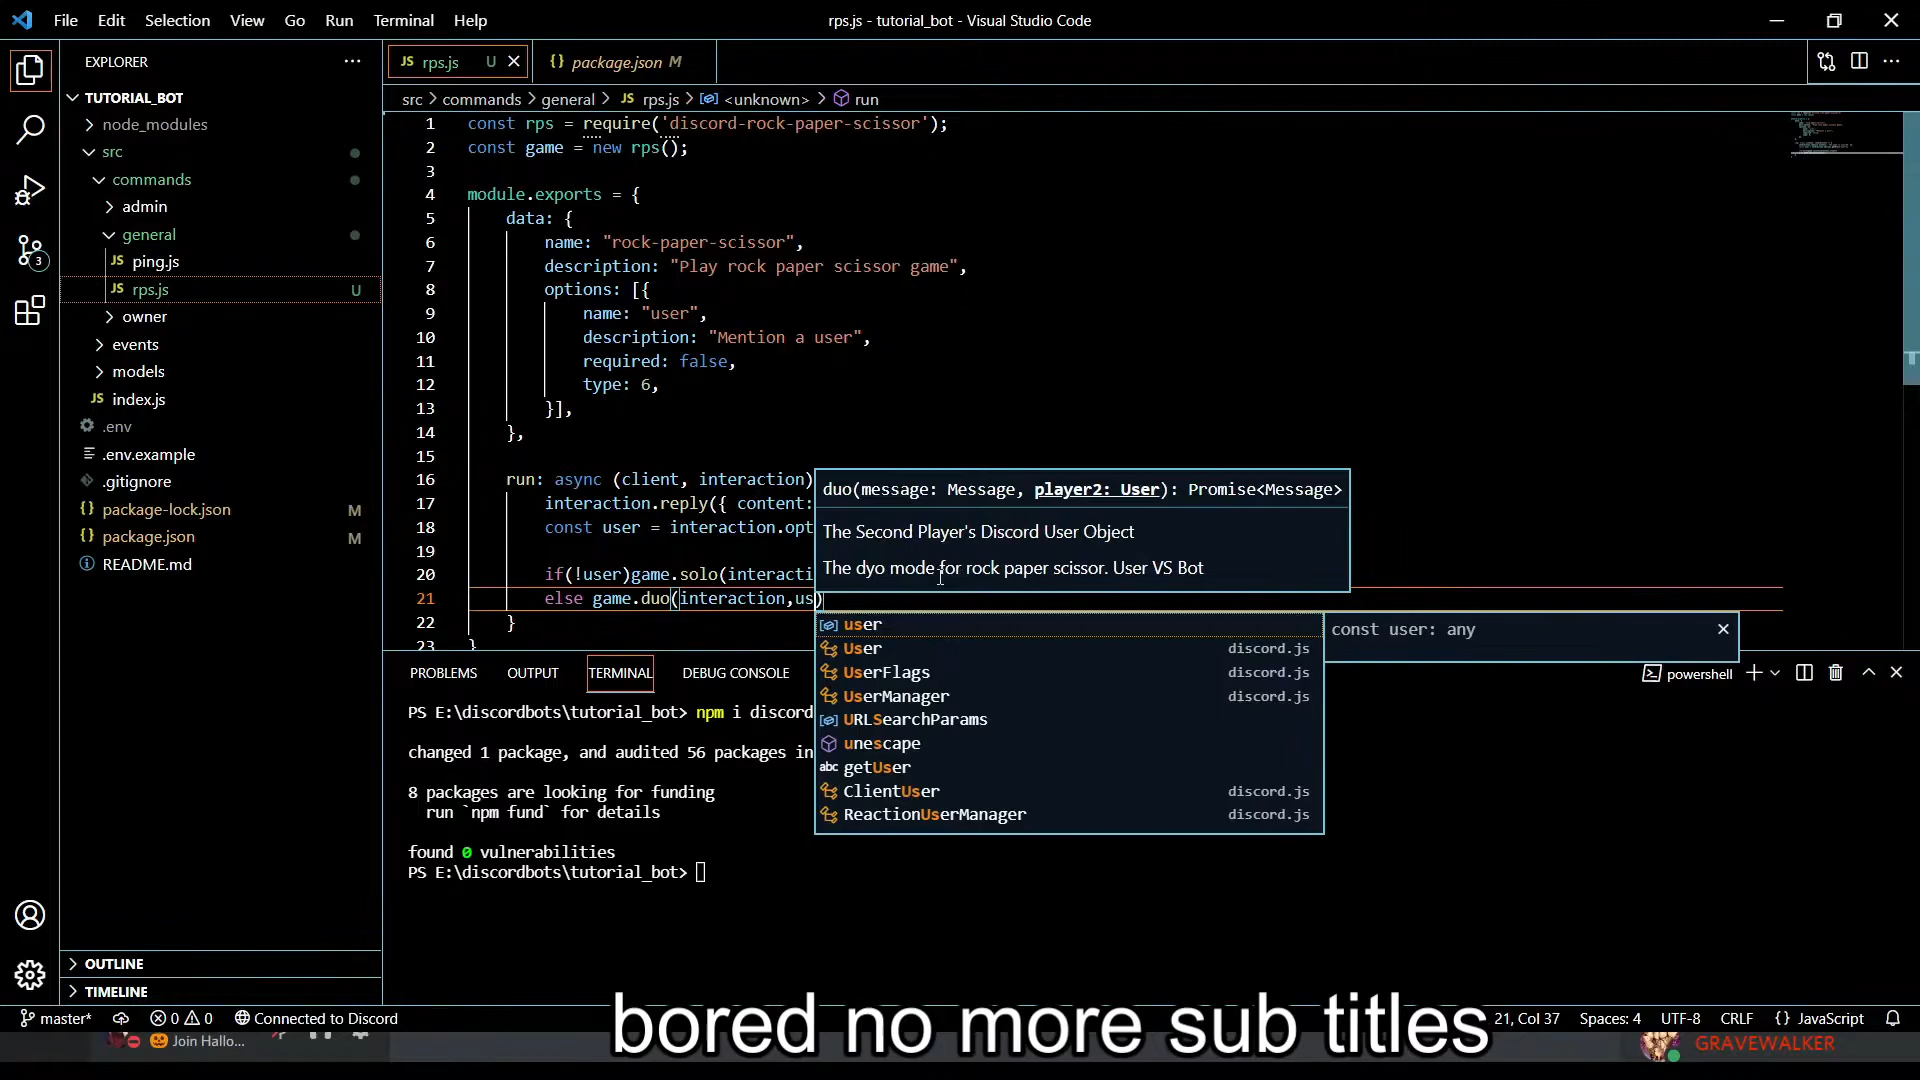 File Edit Selection View Go Run Terminal Help
rps.js - tutorial_bot - Visual Studio Code
EXPLORER
TUTORIAL_BOT
node_modules
src
commands
admin
general
JS ping.js
JS rps.js U
owner
events
models
JS index.js
.env
.env.example
.gitignore
{} package-lock.json M
{} package.json M
README.md
OUTLINE
TIMELINE
JS rps.js U
{} package.json M
src > commands > general > JS rps.js > <unknown> > run
1 const rps = require('discord-rock-paper-scissor');
2 const game = new rps();
3
4 module.exports = {
5 data: {
6 name: "rock-paper-scissor",
7 description: "Play rock paper scissor game",
8 options: [{
9 name: "user",
10 description: "Mention a user",
11 required: false,
12 type: 6,
13 }],
14 },
15
16 run: async (client, interaction)
17 interaction.reply({ content:
18 const user = interaction.opt
19
20 if(!user)game.solo(interacti
21 else game.duo(interaction,us)
22 }
23 }
duo(message: Message, player2: User): Promise<Message>
The Second Player's Discord User Object
The dyo mode for rock paper scissor. User VS Bot
user
User discord.js
UserFlags discord.js
UserManager discord.js
URLSearchParams
unescape
abc getUser
ClientUser discord.js
ReactionUserManager discord.js
const user: any
PROBLEMS OUTPUT TERMINAL DEBUG CONSOLE
powershell
PS E:\discordbots\tutorial_bot> npm i discord
changed 1 package, and audited 56 packages in
8 packages are looking for funding
run `npm fund` for details
found 0 vulnerabilities
PS E:\discordbots\tutorial_bot>
3
master* 0 0 Connected to Discord
21, Col 37 Spaces: 4 UTF-8 CRLF {} JavaScript
Join Hallo...
bored no more sub titles
GRAVEWALKER